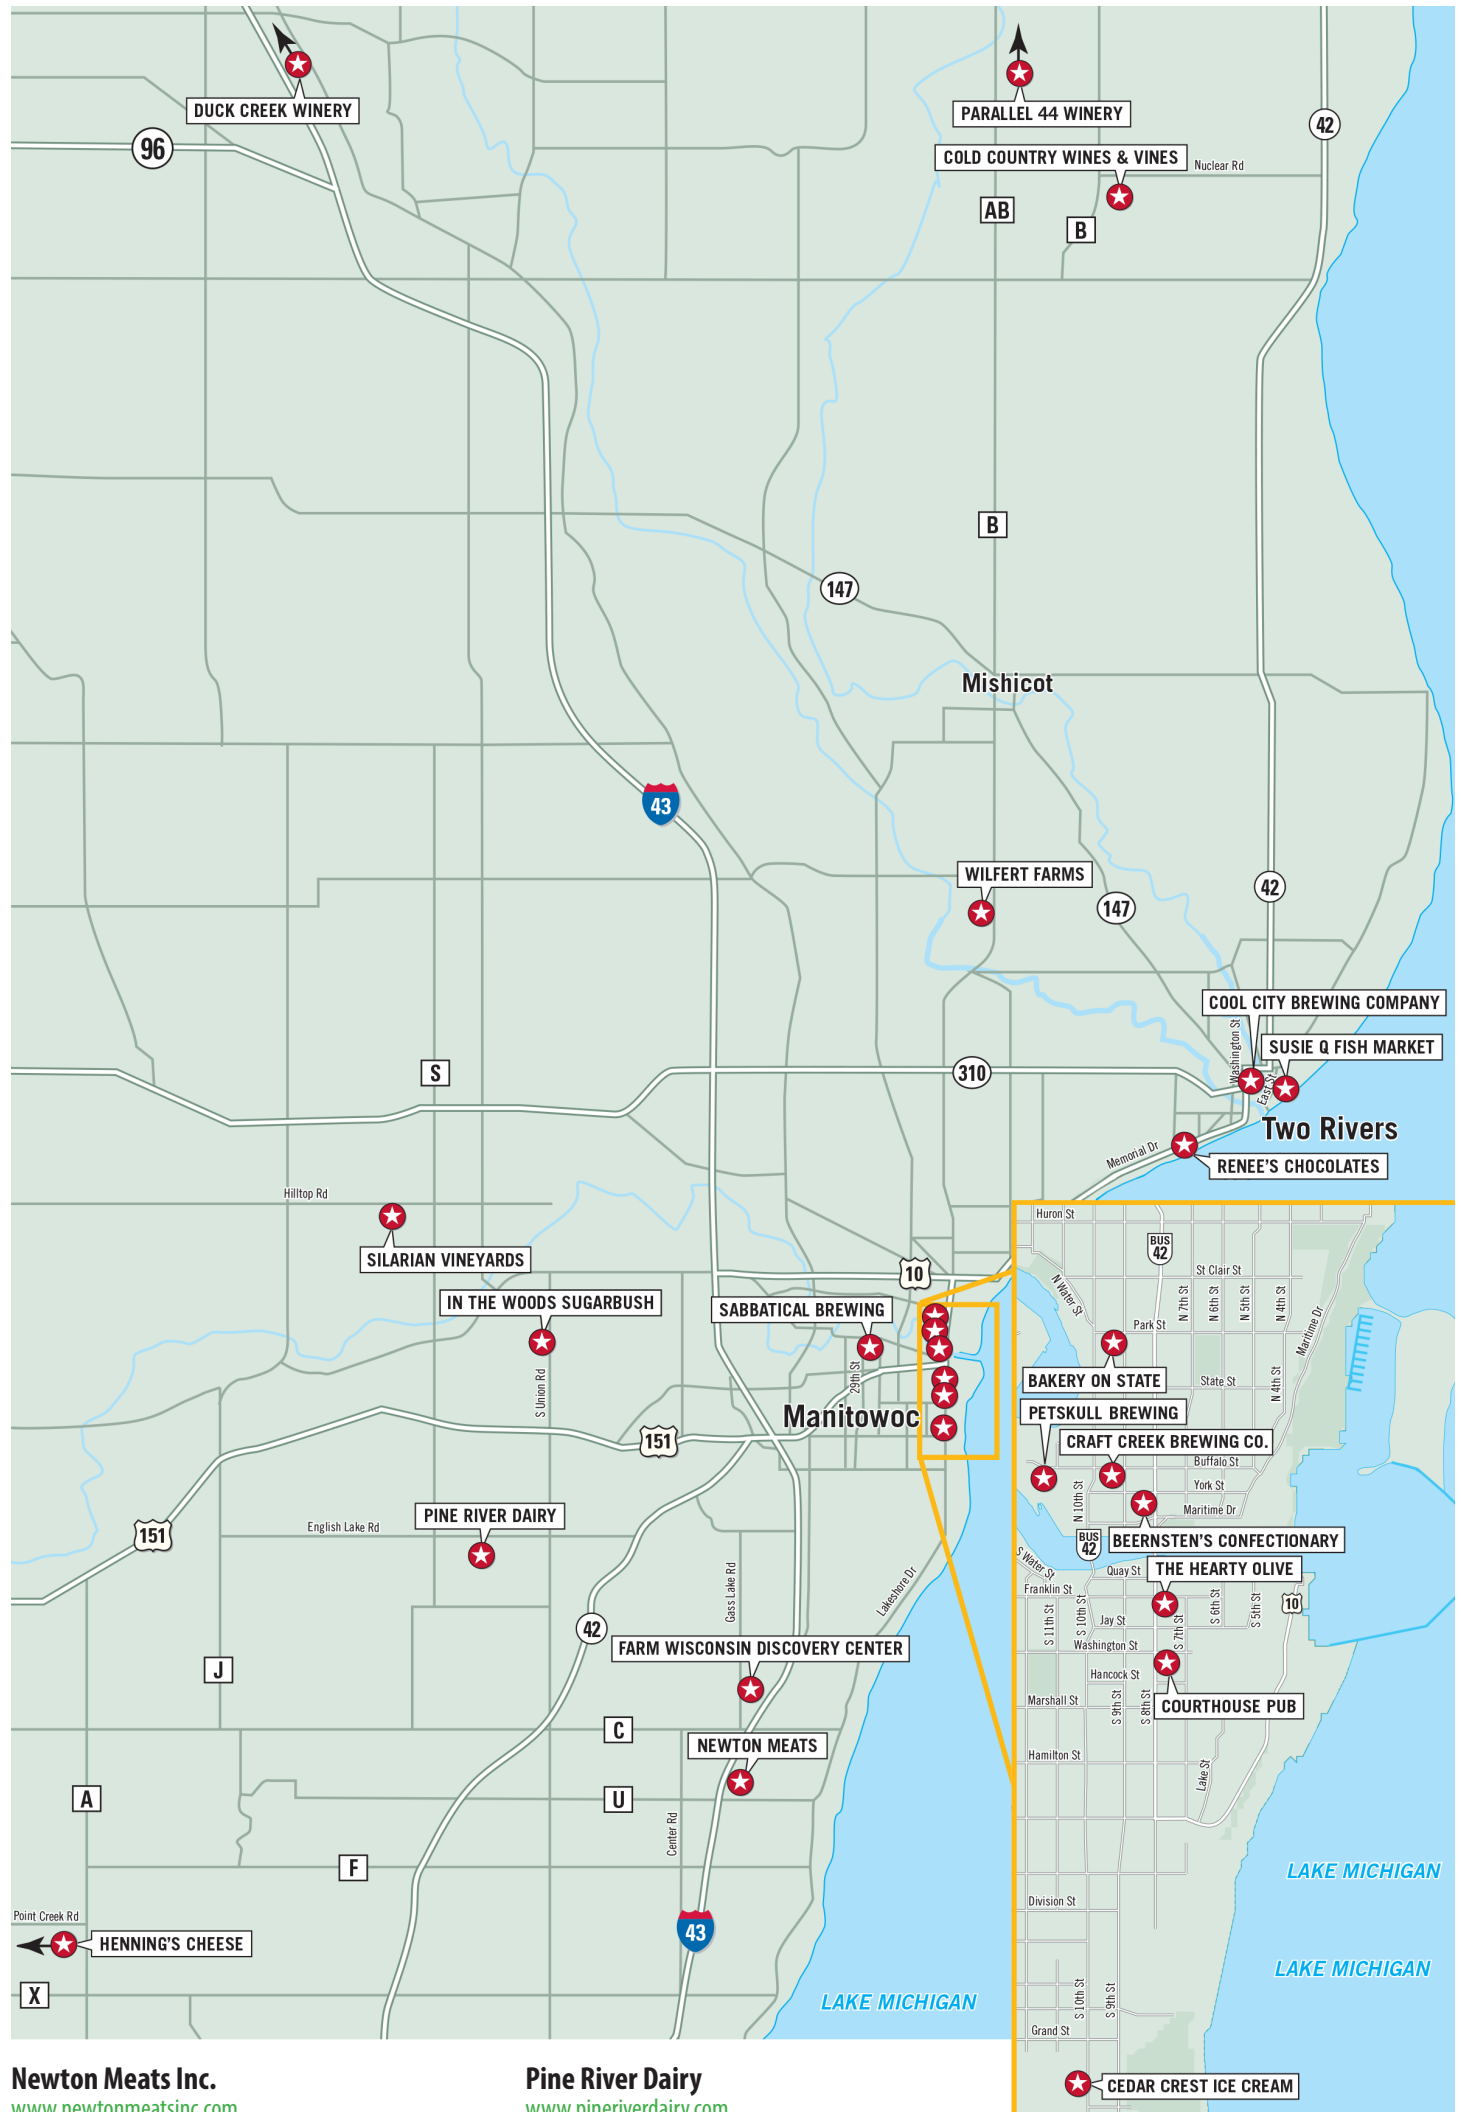 DUCK CREEK WINERY
PARALLEL 44 WINERY
42
96
COLD COUNTRY WINES & VINES
Nuclear Rd
AB
B
B
147
Mishicot
43
WILFERT FARMS
42
147
COOL CITY BREWING COMPANY
Washington St
SUSIE Q FISH MARKET
S
310
East St
Two Rivers
Memorial Dr
RENEE'S CHOCOLATES
Hilltop Rd
SILARIAN VINEYARDS
10
IN THE WOODS SUGARBUSH
SABBATICAL BREWING
S Union Rd
29th St
Manitowoc
151
151
PINE RIVER DAIRY
English Lake Rd
Gass Lake Rd
Lakeshore Dr
42
FARM WISCONSIN DISCOVERY CENTER
J
C
NEWTON MEATS
A
U
Center Rd
F
Point Creek Rd
HENNING'S CHEESE
43
X
LAKE MICHIGAN
Huron St
BUS
42
St Clair St
N Water St
N 7th St
N 6th St
N 5th St
N 4th St
Maritime Dr
Park St
BAKERY ON STATE
State St
N 4th St
PETSKULL BREWING
CRAFT CREEK BREWING CO.
Buffalo St
York St
N 10th St
Maritime Dr
BUS
42
BEERNSTEN'S CONFECTIONARY
S Water St
Quay St
THE HEARTY OLIVE
Franklin St
S 11th St
S 10th St
Jay St
S 7th St
S 6th St
S 5th St
10
Washington St
Hancock St
Marshall St
S 9th St
S 8th St
COURTHOUSE PUB
Hamilton St
Lake St
LAKE MICHIGAN
Division St
LAKE MICHIGAN
S 10th St
S 9th St
Grand St
CEDAR CREST ICE CREAM
Newton Meats Inc.
www.newtonmeatsinc.com
Pine River Dairy
www.pineriverdairy.com